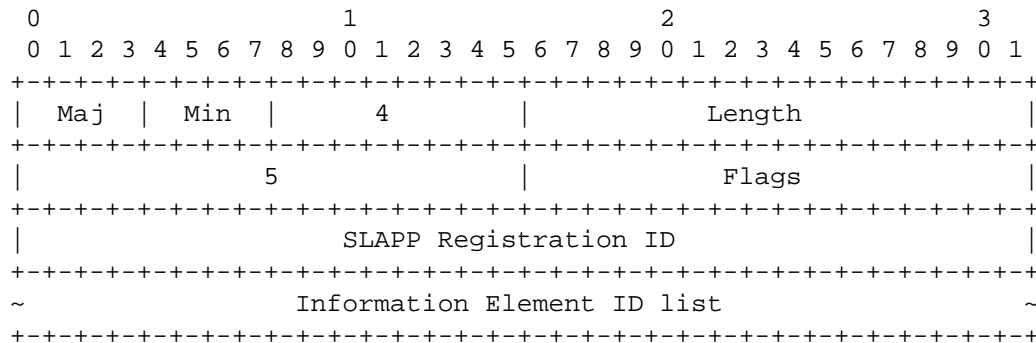 0                   1                   2                   3
 0 1 2 3 4 5 6 7 8 9 0 1 2 3 4 5 6 7 8 9 0 1 2 3 4 5 6 7 8 9 0 1
+-+-+-+-+-+-+-+-+-+-+-+-+-+-+-+-+-+-+-+-+-+-+-+-+-+-+-+-+-+-+-+-+
|  Maj  |  Min  |       4       |           Length              |
+-+-+-+-+-+-+-+-+-+-+-+-+-+-+-+-+-+-+-+-+-+-+-+-+-+-+-+-+-+-+-+-+
|               5               |            Flags              |
+-+-+-+-+-+-+-+-+-+-+-+-+-+-+-+-+-+-+-+-+-+-+-+-+-+-+-+-+-+-+-+-+
|                    SLAPP Registration ID                      |
+-+-+-+-+-+-+-+-+-+-+-+-+-+-+-+-+-+-+-+-+-+-+-+-+-+-+-+-+-+-+-+-+
~                 Information Element ID list                   ~
+-+-+-+-+-+-+-+-+-+-+-+-+-+-+-+-+-+-+-+-+-+-+-+-+-+-+-+-+-+-+-+-+